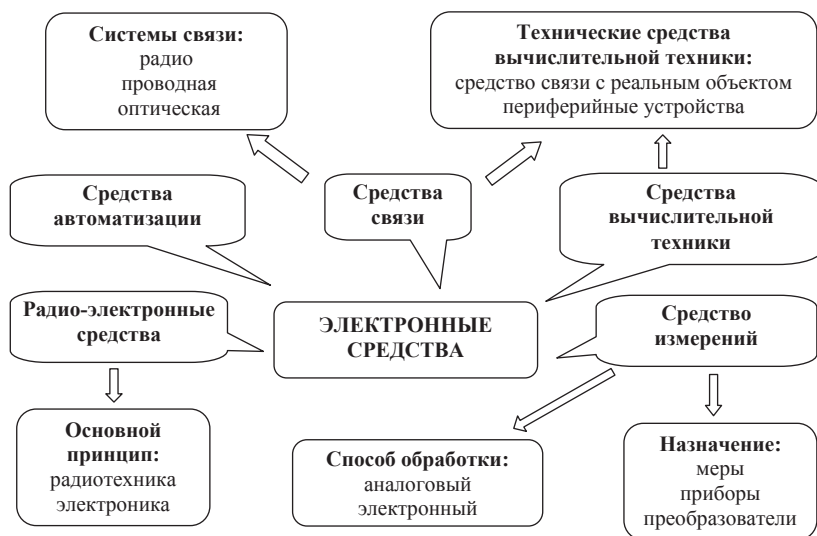 Системы связи:
радио
проводная
оптическая
Технические средства
вычислительной техники:
средство связи с реальным объектом
периферийные устройства
Средства
автоматизации
Средства
связи
Средства
вычислительной
техники
Радио-электронные
средства
ЭЛЕКТРОННЫЕ
СРЕДСТВА
Средство
измерений
Основной
принцип:
радиотехника
электроника
Способ обработки:
аналоговый
электронный
Назначение:
меры
приборы
преобразователи